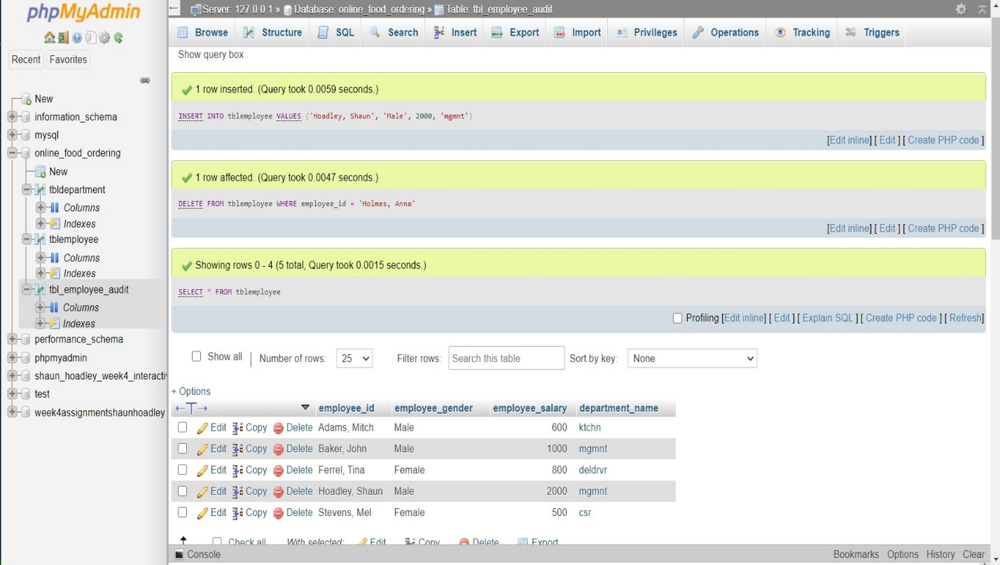 phpMyAdmin
Recent Favorites
New
information_schema
mysql
online_food_ordering
New
tbldepartment
Columns
Indexes
tblemployee
Columns
Indexes
tbl_employee_audit
Columns
Indexes
performance_schema
phpmyadmin
shaun_hoadley_week4_interacti
test
week4assignmentshaunhoadley
Server: 127.0.0.1 » Database: online_food_ordering » Table: tbl_employee_audit
Browse Structure SQL Search Insert Export Import Privileges Operations Tracking Triggers
Show query box
1 row inserted. (Query took 0.0059 seconds.)
INSERT INTO tblemployee VALUES ('Hoadley, Shaun', 'Male', 2000, 'mgmnt')
[Edit inline] [ Edit ] [ Create PHP code ]
1 row affected. (Query took 0.0047 seconds.)
DELETE FROM tblemployee WHERE employee_id = 'Holmes, Anna'
[Edit inline] [ Edit ] [ Create PHP code ]
Showing rows 0 - 4 (5 total, Query took 0.0015 seconds.)
SELECT * FROM tblemployee
Profiling [Edit inline] [ Edit ] [ Explain SQL ] [ Create PHP code ] [ Refresh]
Show all | Number of rows: 25 Filter rows: Search this table Sort by key: None
+ Options
←T→ employee_id employee_gender employee_salary department_name
Edit Copy Delete Adams, Mitch Male 600 ktchn
Edit Copy Delete Baker, John Male 1000 mgmnt
Edit Copy Delete Ferrel, Tina Female 800 deldrvr
Edit Copy Delete Hoadley, Shaun Male 2000 mgmnt
Edit Copy Delete Stevens, Mel Female 500 csr
Check all With selected: Edit Copy Delete Export
Console Bookmarks Options History Clear